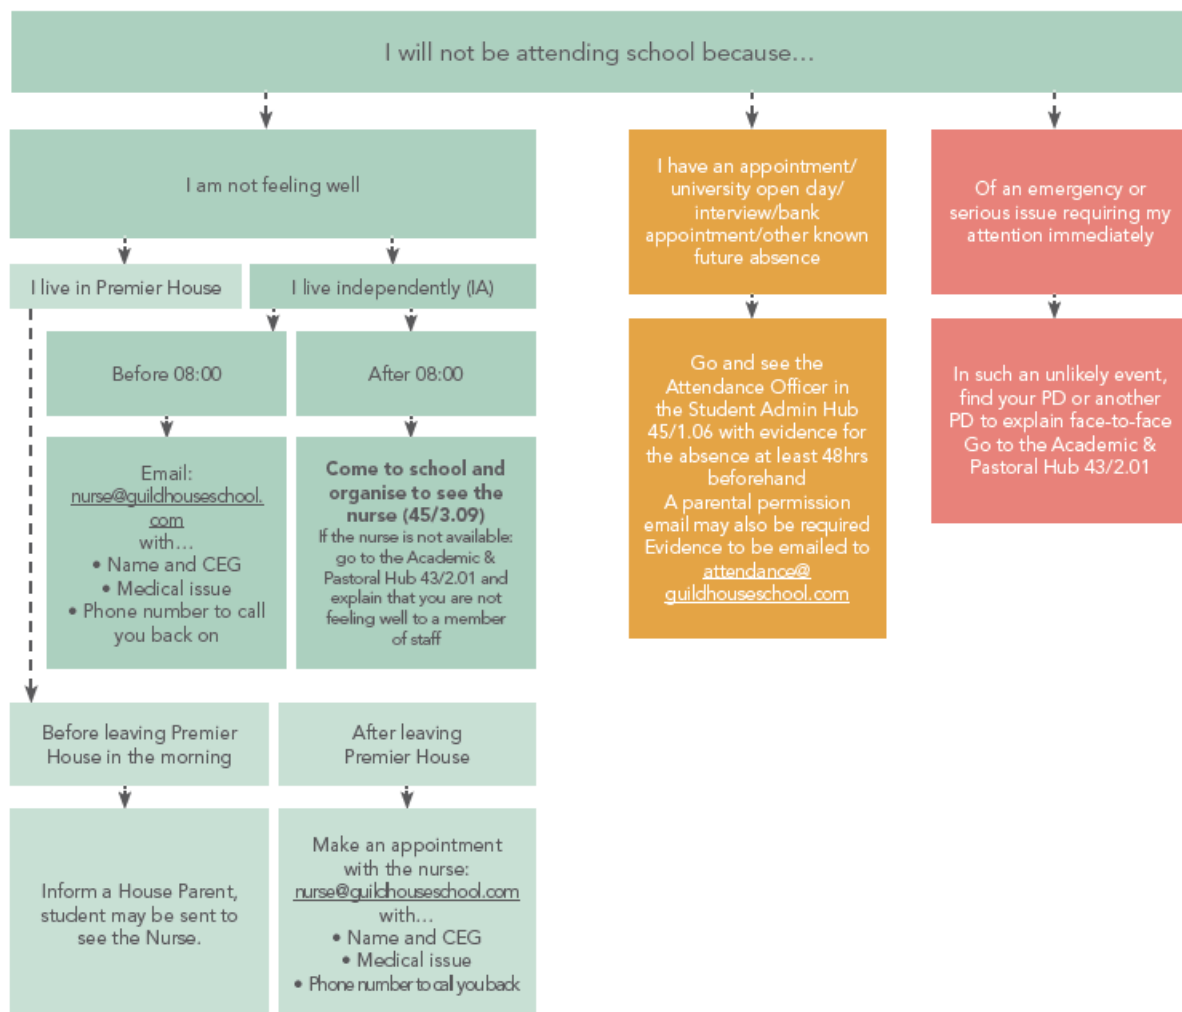 I will not be attending school because…
I am not feeling well
I live in Premier House
I live independently (IA)
Before 08:00
After 08:00
Email:
nurse@guildhouseschool.
com
with…
• Name and CEG
• Medical issue
• Phone number to call
you back on
Come to school and
organise to see the
nurse (45/3.09)
If the nurse is not available:
go to the Academic &
Pastoral Hub 43/2.01 and
explain that you are not
feeling well to a member
of staff
Before leaving Premier
House in the morning
After leaving
Premier House
Inform a House Parent,
student may be sent to
see the Nurse.
Make an appointment
with the nurse:
nurse@guildhouseschool.com
with…
• Name and CEG
• Medical issue
• Phone number to call you back
I have an appointment/
university open day/
interview/bank
appointment/other known
future absence
Go and see the
Attendance Officer in
the Student Admin Hub
45/1.06 with evidence for
the absence at least 48hrs
beforehand
A parental permission
email may also be required
Evidence to be emailed to
attendance@
guildhouseschool.com
Of an emergency or
serious issue requiring my
attention immediately
In such an unlikely event,
find your PD or another
PD to explain face-to-face
Go to the Academic &
Pastoral Hub 43/2.01